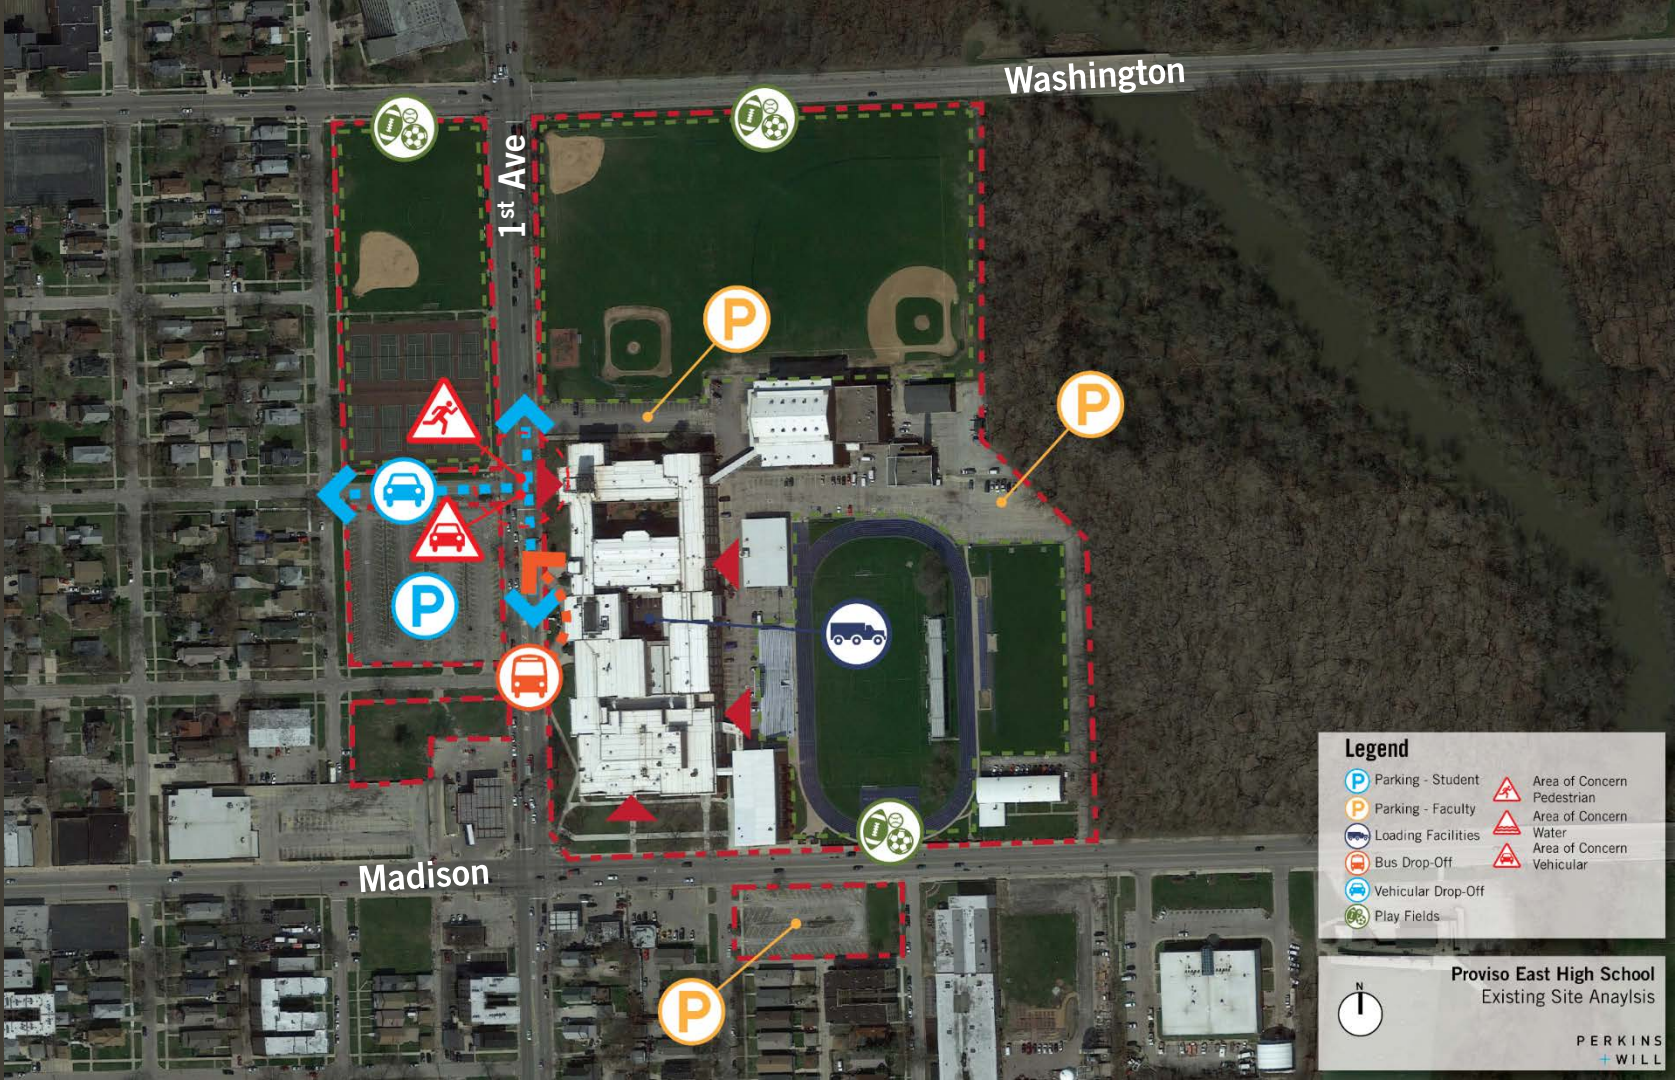 Washington
1st Ave
P
P
P
Madison
P
Legend
P Parking - Student
P Parking - Faculty
Loading Facilities
Bus Drop-Off
Vehicular Drop-Off
Play Fields
Area of Concern
Pedestrian
Area of Concern
Water
Area of Concern
Vehicular
Proviso East High School
Existing Site Anaylsis
N
PERKINS
+ WILL